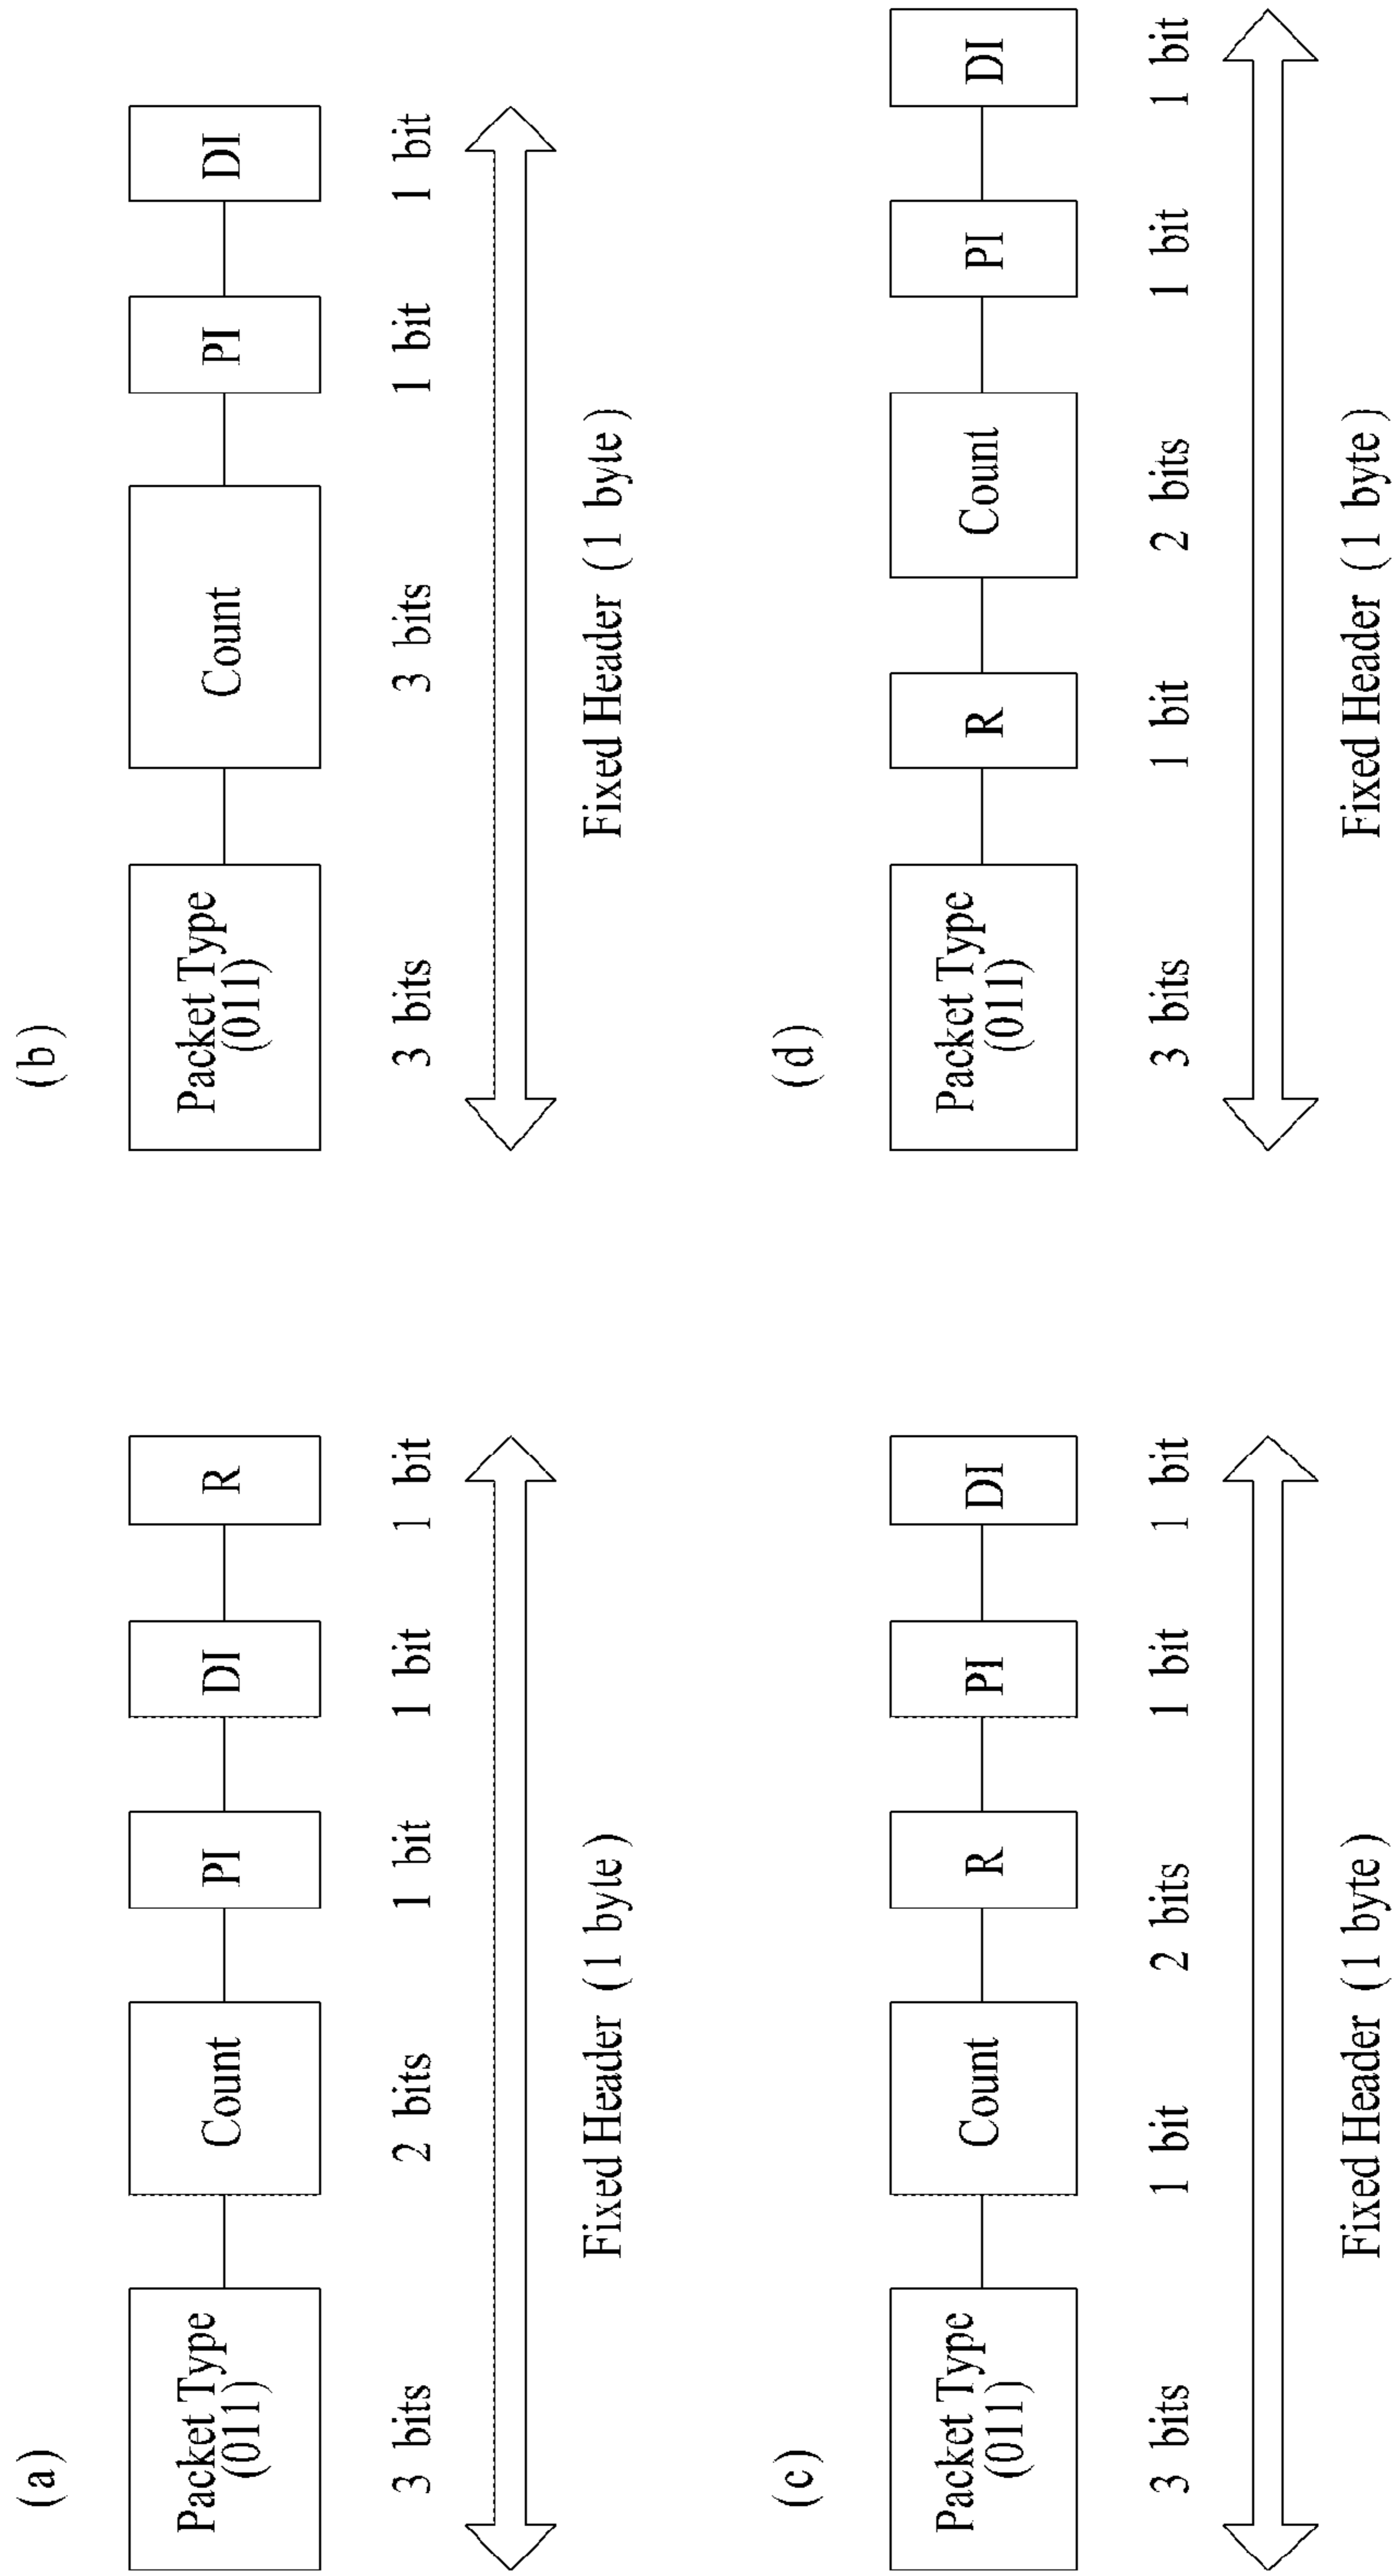 (a)
Packet Type
(011)
Count
PI
DI
R
3 bits
2 bits
1 bit
1 bit
1 bit
Fixed Header (1 byte)
(b)
Packet Type
(011)
Count
PI
DI
3 bits
3 bits
1 bit
1 bit
Fixed Header (1 byte)
(c)
Packet Type
(011)
Count
R
PI
DI
3 bits
1 bit
2 bits
1 bit
1 bit
Fixed Header (1 byte)
(d)
Packet Type
(011)
R
Count
PI
DI
3 bits
1 bit
2 bits
1 bit
1 bit
Fixed Header (1 byte)